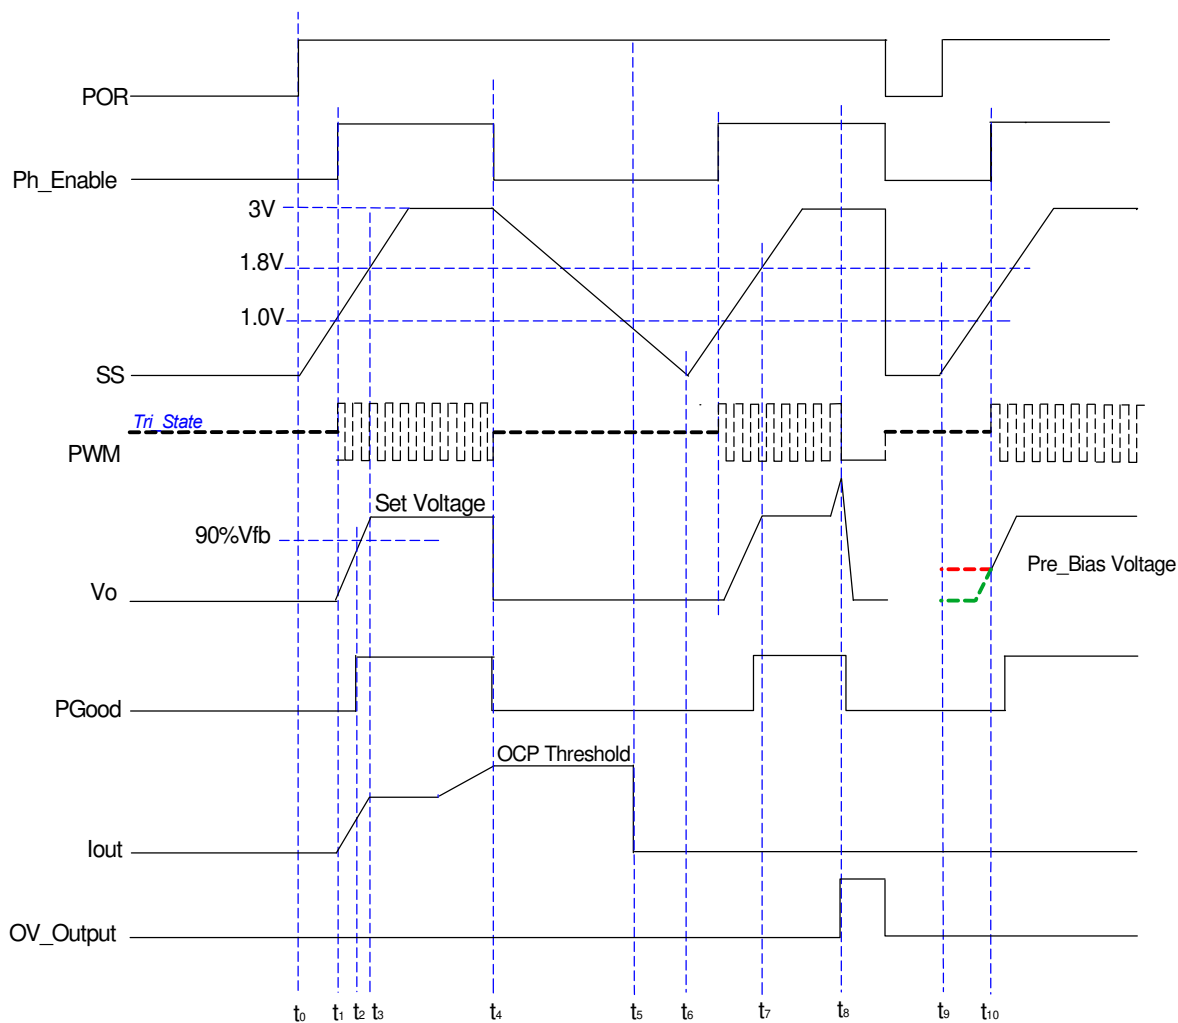 POR
Ph_Enable
3V
1.8V
1.0V
SS
Tri_State
PWM
Set Voltage
90%Vfb
Pre_Bias Voltage
Vo
PGood
OCP Threshold
Iout
OV_Output
t0 t1 t2 t3 t4 t5 t6 t7 t8 t9 t10